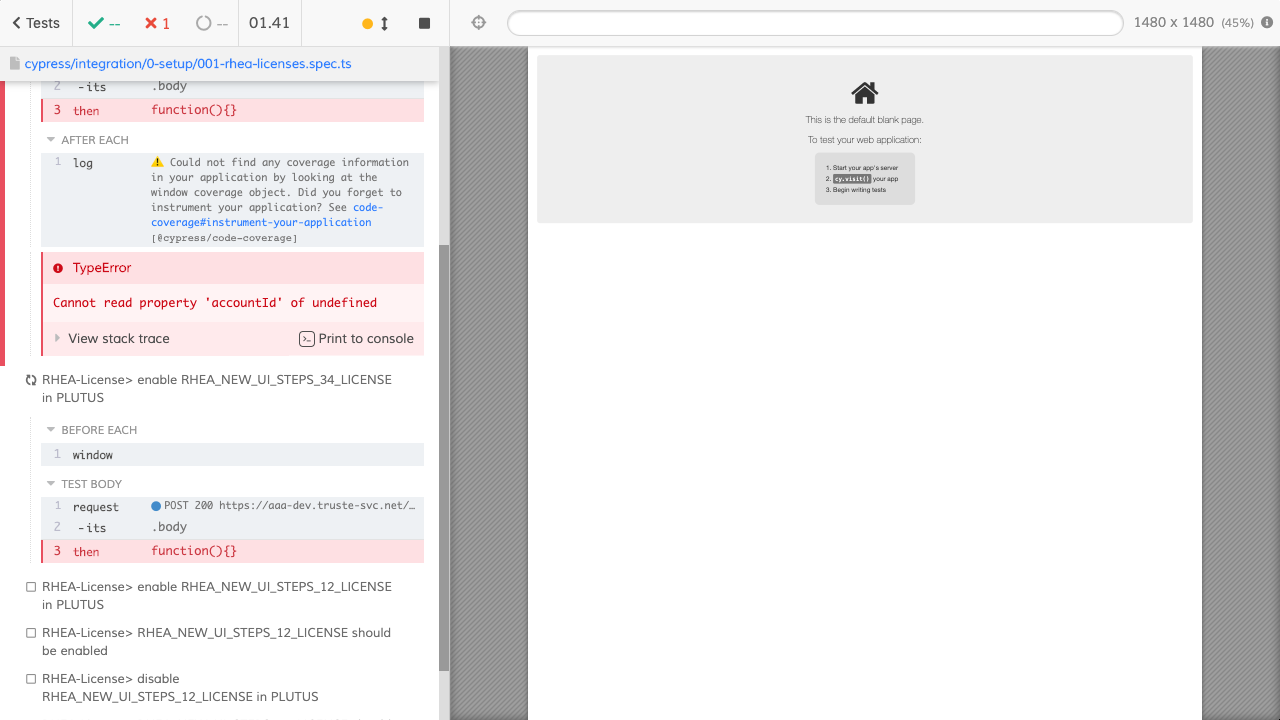 Tests
--
1
--
01.41
1480 x 1480 (45%)
cypress/integration/0-setup/001-rhea-licenses.spec.ts
2 -its .body
3 then function(){}
AFTER EACH
1 log ⚠️ Could not find any coverage information
in your application by looking at the
window coverage object. Did you forget to
instrument your application? See code-
coverage#instrument-your-application
[@cypress/code-coverage]
TypeError
Cannot read property 'accountId' of undefined
View stack trace
Print to console
RHEA-License> enable RHEA_NEW_UI_STEPS_34_LICENSE
in PLUTUS
BEFORE EACH
1 window
TEST BODY
1 request POST 200 https://aaa-dev.truste-svc.net/…
2 -its .body
3 then function(){}
RHEA-License> enable RHEA_NEW_UI_STEPS_12_LICENSE
in PLUTUS
RHEA-License> RHEA_NEW_UI_STEPS_12_LICENSE should
be enabled
RHEA-License> disable
RHEA_NEW_UI_STEPS_12_LICENSE in PLUTUS
This is the default blank page.
To test your web application:
1. Start your app's server
2. cy.visit() your app
3. Begin writing tests